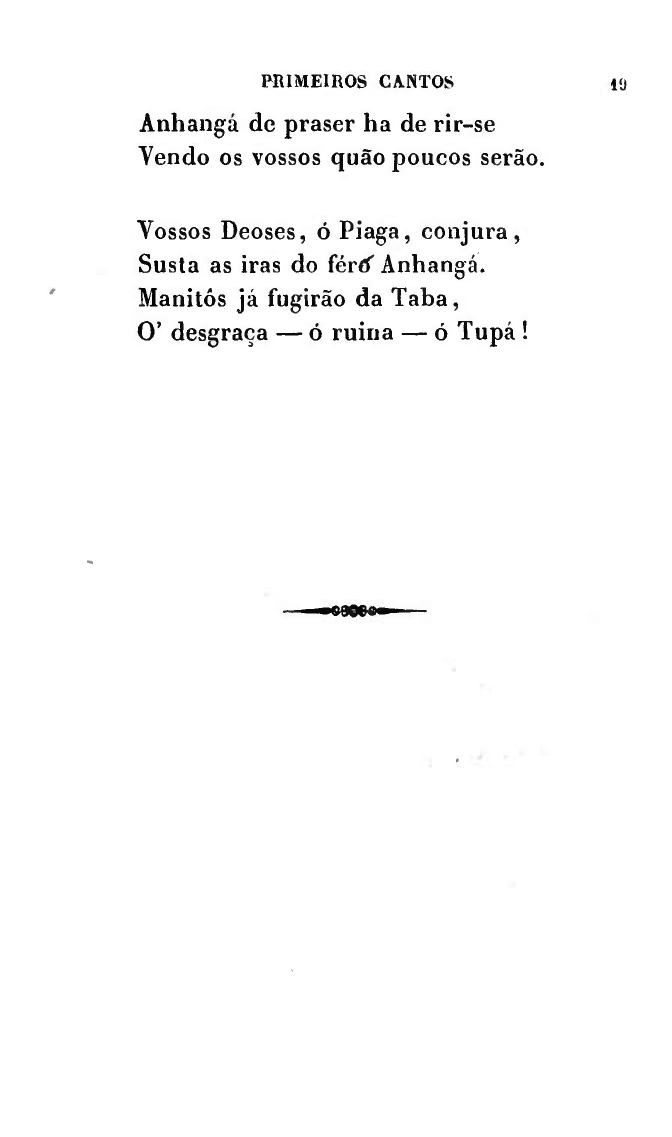 PRIMEIROS CANTOS 19
Anhangá de praser ha de rir-se
Vendo os vossos quão poucos serão.
Vossos Deoses, ó Piaga, conjura,
Susta as iras do féro Anhangá.
Manitôs já fugirão da Taba,
O' desgraça — ó ruina — ó Tupá!